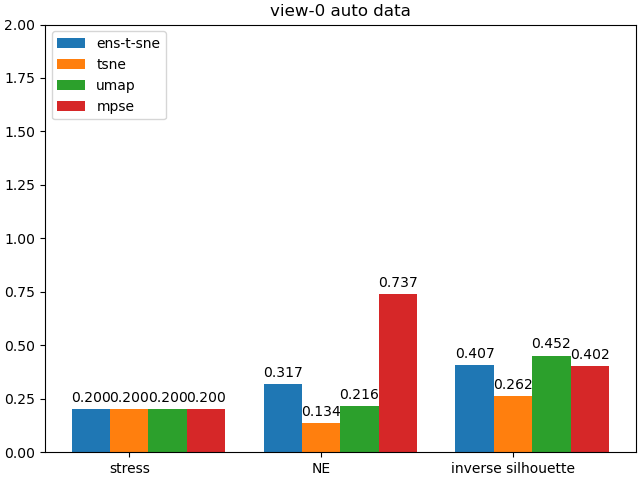 view-0 auto data
2.00
1.75
1.50
1.25
1.00
0.75
0.50
0.25
0.00
ens-t-sne
tsne
umap
mpse
0.200 0.200 0.200 0.200
0.317 0.134 0.216 0.737
0.407 0.262 0.452 0.402
stress NE inverse silhouette